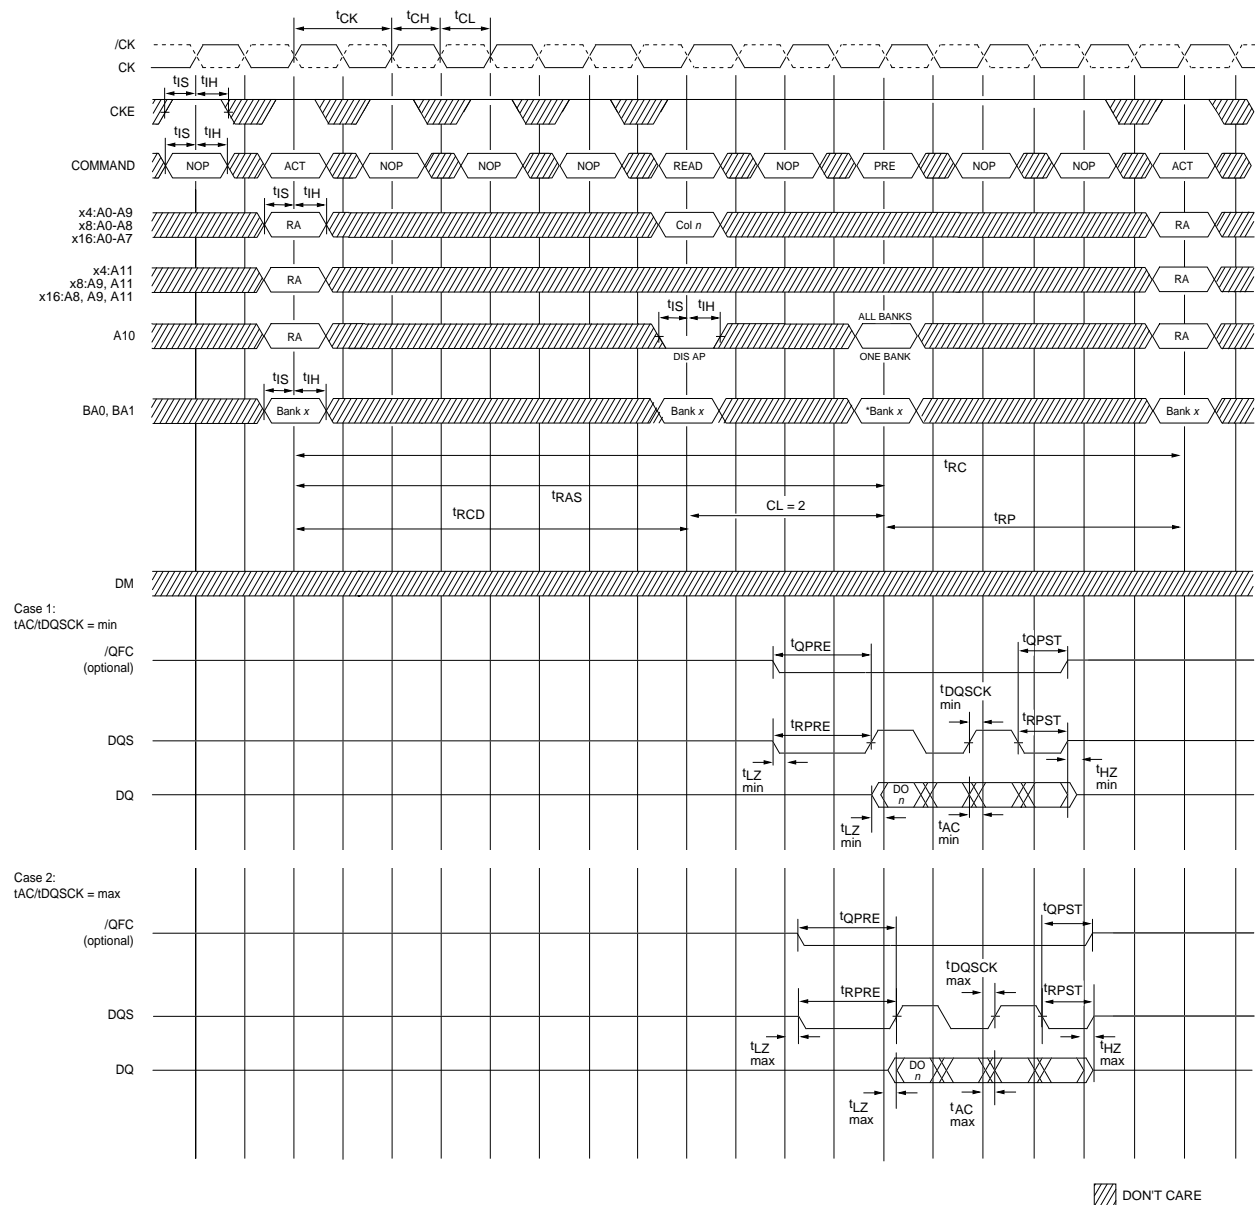 tCK tCH tCL
/CK
CK
tIS tIH
CKE
tIS tIH
COMMAND NOP ACT NOP NOP NOP READ NOP PRE NOP NOP ACT
tIS tIH
x4:A0-A9
x8:A0-A8
x16:A0-A7
RA Col n RA
x4:A11
x8:A9, A11
x16:A8, A9, A11
RA RA
tIS tIH
ALL BANKS
A10 RA RA
DIS AP ONE BANK
tIS tIH
BA0, BA1 Bank x Bank x *Bank x Bank x
tRC
tRAS
CL = 2
tRCD tRP
DM
Case 1:
tAC/tDQSCK = min
/QFC
(optional)
tQPRE tQPST
tDQSCK
min
DQS tRPRE tRPST
tLZ
min
tHZ
min
DQ DO
n
tLZ
min
tAC
min
Case 2:
tAC/tDQSCK = max
/QFC
(optional)
tQPRE tQPST
tDQSCK
max
DQS tRPRE tRPST
tLZ
max
tHZ
max
DQ DO
n
tLZ
max
tAC
max
DON'T CARE